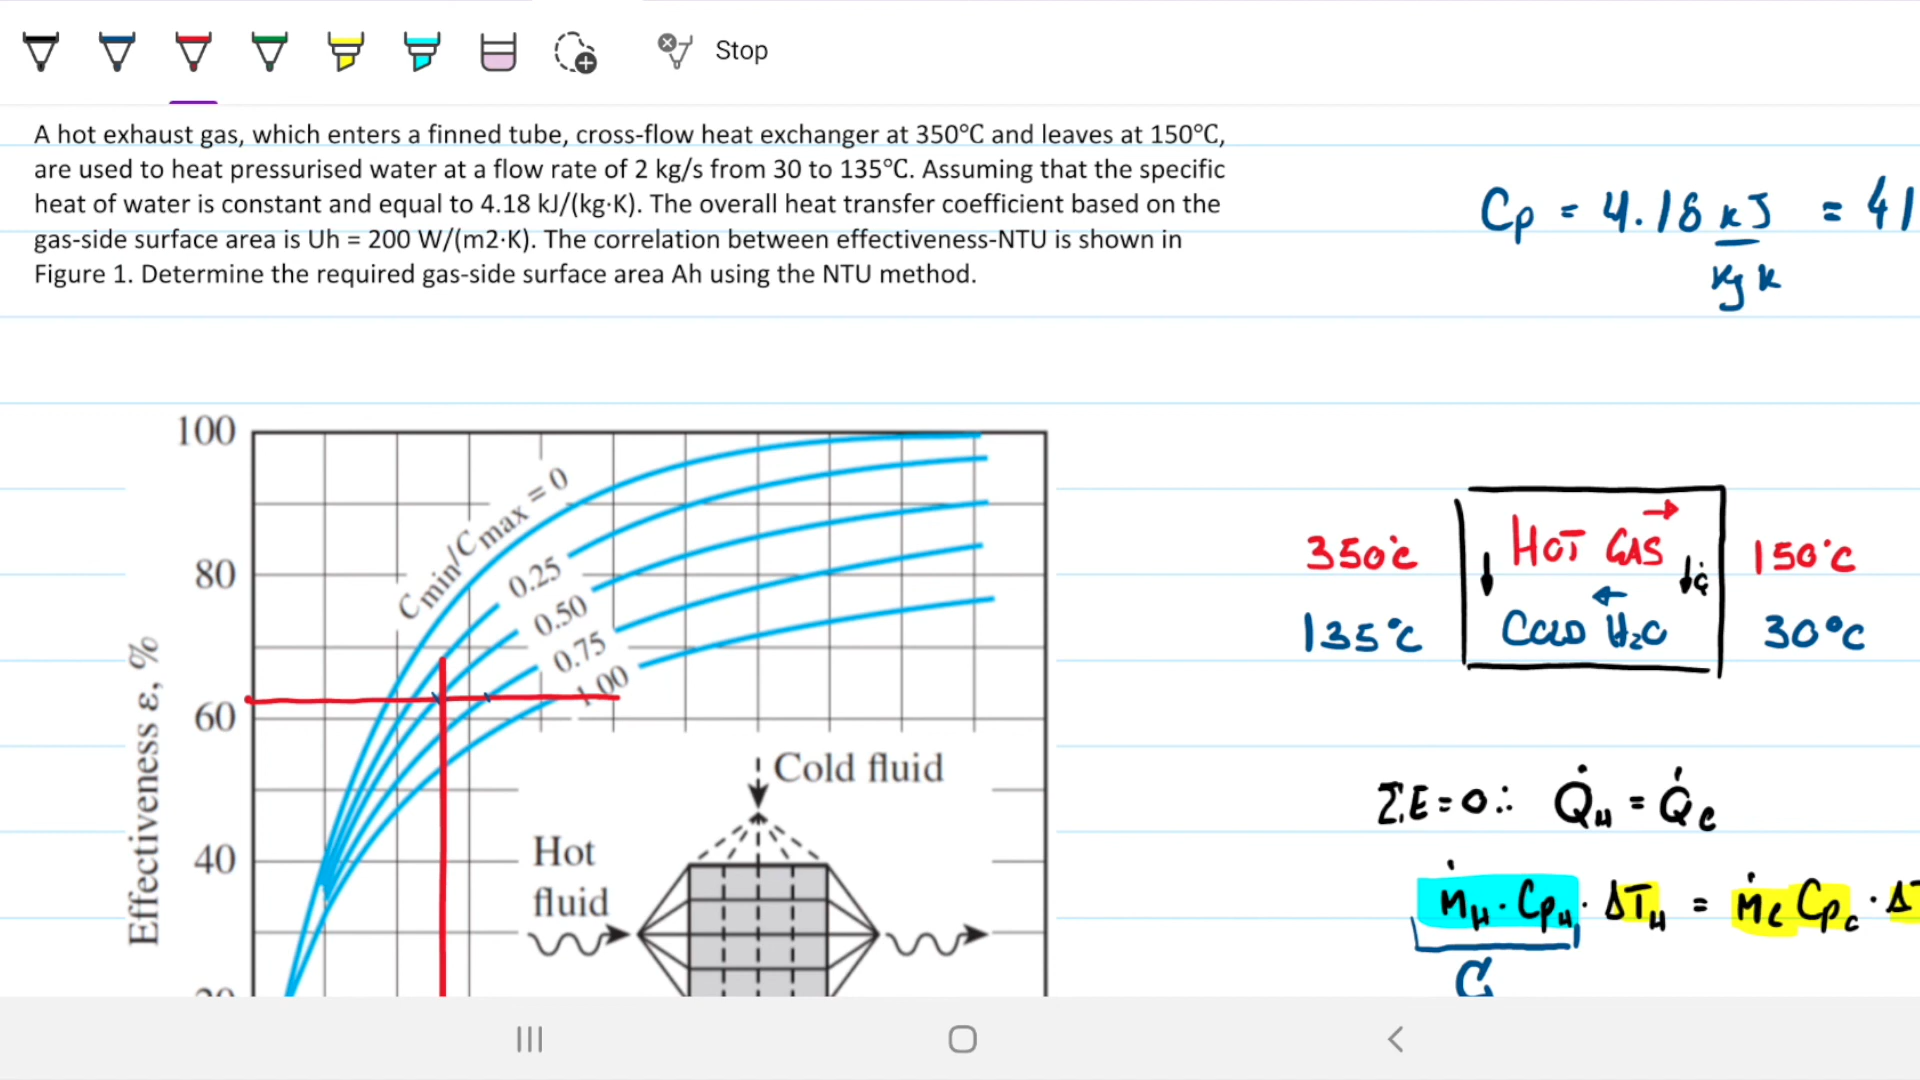 Stop
A hot exhaust gas, which enters a finned tube, cross-flow heat exchanger at 350°C and leaves at 150°C,
are used to heat pressurised water at a flow rate of 2 kg/s from 30 to 135°C. Assuming that the specific
heat of water is constant and equal to 4.18 kJ/(kg·K). The overall heat transfer coefficient based on the
gas-side surface area is Uh = 200 W/(m2·K). The correlation between effectiveness-NTU is shown in
Figure 1. Determine the required gas-side surface area Ah using the NTU method.
Cp = 4.18 kJ = 41
kg k
100
80
60
40
Effectiveness ε, %
Cmin/Cmax = 0
0.25
0.50
0.75
1.00
Cold fluid
Hot
fluid
350°C HOT GAS 150°C
135°C COLD H2O 30°C
ΣE=0∴ Q̇H = Q̇c
ṁH · CpH · ΔTH = ṁc Cpc · Δ
C